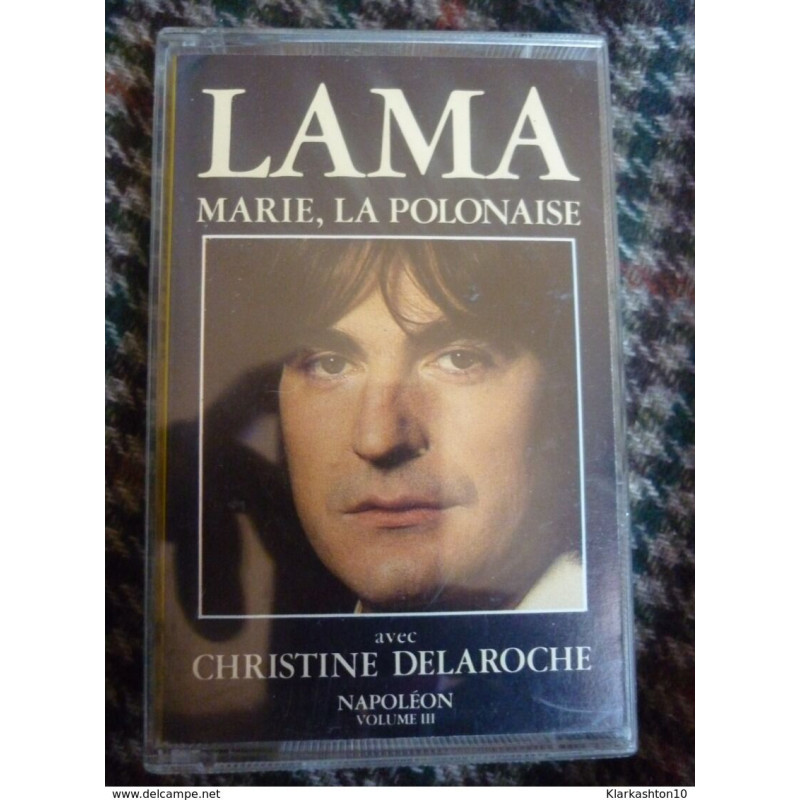 LAMA
MARIE, LA POLONAISE
avec
CHRISTINE DELAROCHE
NAPOLÉON
VOLUME III
www.delcampe.net
Klarkashton10